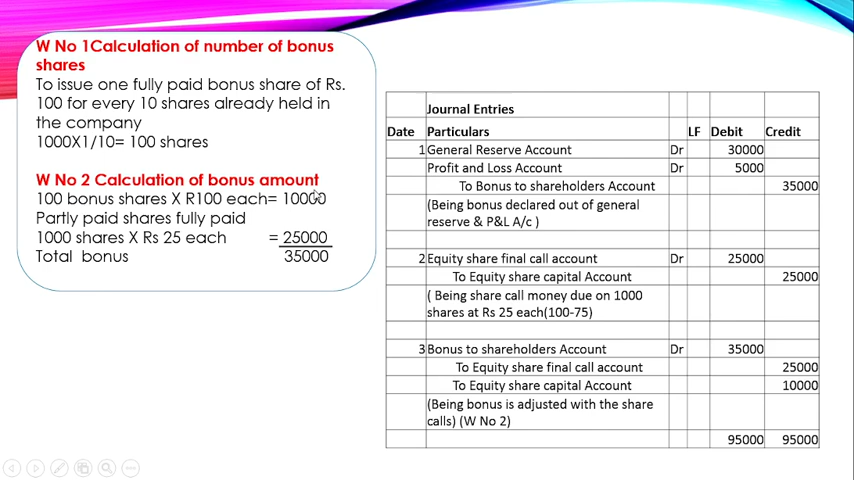 W No 1Calculation of number of bonus
shares
To issue one fully paid bonus share of Rs.
100 for every 10 shares already held in
the company
1000X1/10= 100 shares
W No 2 Calculation of bonus amount
100 bonus shares X R100 each= 10000
Partly paid shares fully paid
1000 shares X Rs 25 each = 25000
Total bonus 35000
Journal Entries
Date Particulars LF Debit Credit
1 General Reserve Account Dr 30000
Profit and Loss Account Dr 5000
To Bonus to shareholders Account 35000
(Being bonus declared out of general
reserve & P&L A/c )
2 Equity share final call account Dr 25000
To Equity share capital Account 25000
( Being share call money due on 1000
shares at Rs 25 each(100-75)
3 Bonus to shareholders Account Dr 35000
To Equity share final call account 25000
To Equity share capital Account 10000
(Being bonus is adjusted with the share
calls) (W No 2)
95000 95000